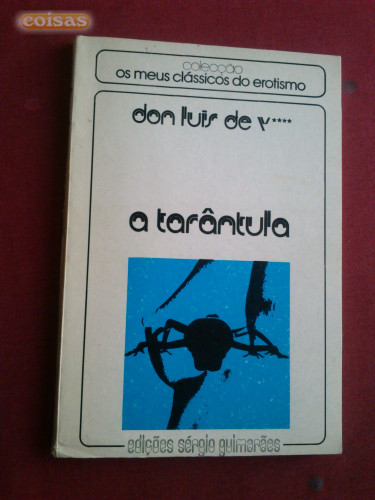 coisas
colecção
os meus clássicos do erotismo
don luis de v****
a tarântula
edições sérgio guimarães